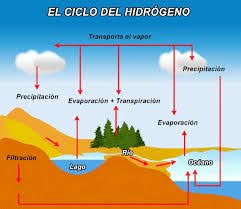 EL CICLO DEL HIDRÓGENO
Transporta el vapor
Precipitación
Precipitación
Evaporación + Transpiración
Evaporación
Filtración
Lago
Río
Océano